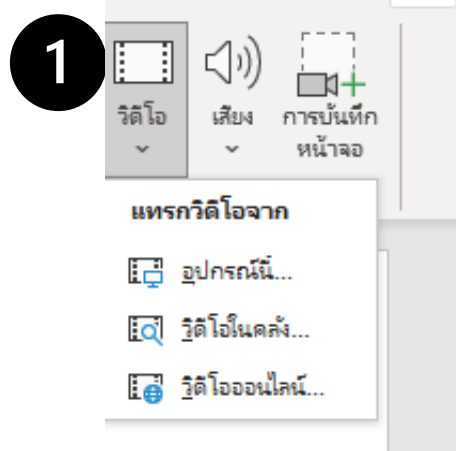 1
วิดีโอ เสียง การบันทึก
หน้าจอ
แทรกวิดีโอจาก
อุปกรณ์นี้...
วิดีโอในคลัง...
วิดีโอออนไลน์...